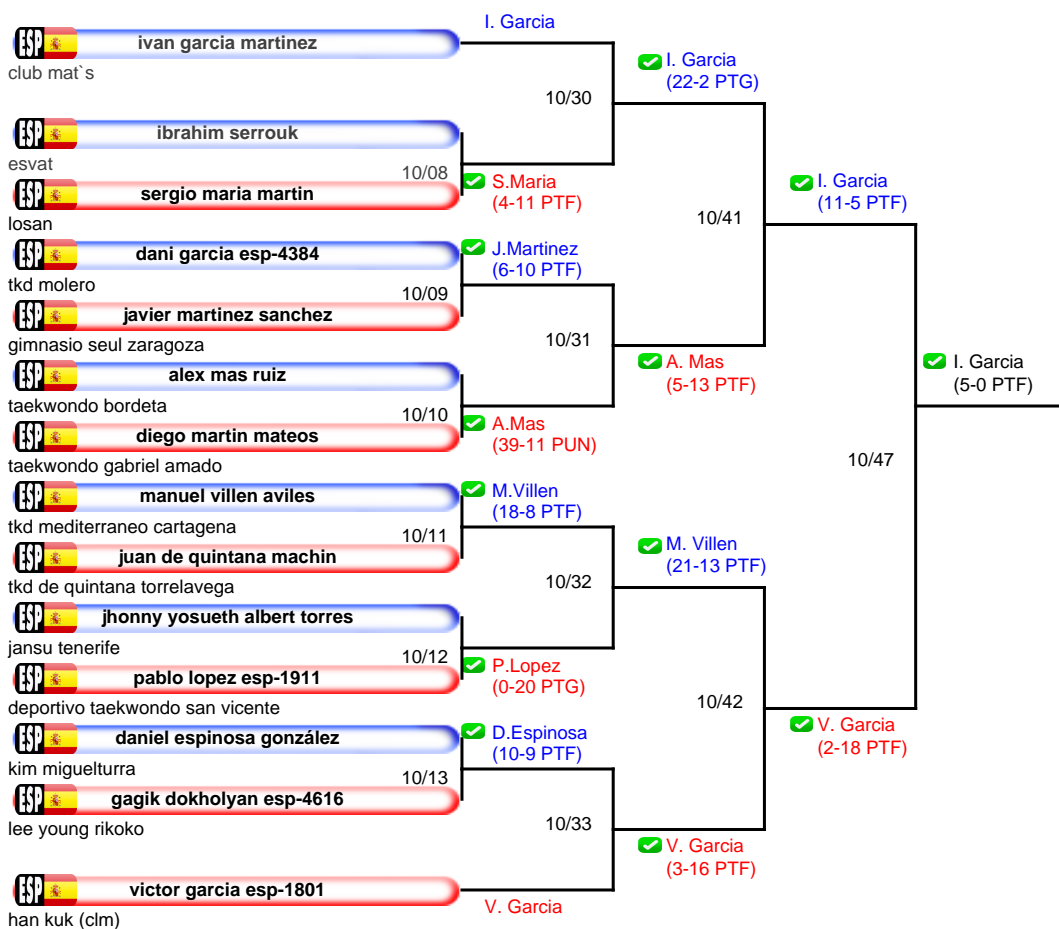 I. Garcia
ESP ivan garcia martinez
club mat`s
I. Garcia
(22-2 PTG)
10/30
ESP ibrahim serrouk
esvat
10/08
S.Maria
(4-11 PTF)
ESP sergio maria martin
losan
I. Garcia
(11-5 PTF)
10/41
ESP dani garcia esp-4384
tkd molero
J.Martinez
(6-10 PTF)
10/09
ESP javier martinez sanchez
gimnasio seul zaragoza
10/31
ESP alex mas ruiz
taekwondo bordeta
A. Mas
(5-13 PTF)
I. Garcia
(5-0 PTF)
10/10
A.Mas
(39-11 PUN)
ESP diego martin mateos
taekwondo gabriel amado
10/47
ESP manuel villen aviles
tkd mediterraneo cartagena
M.Villen
(18-8 PTF)
10/11
ESP juan de quintana machin
tkd de quintana torrelavega
M. Villen
(21-13 PTF)
10/32
ESP jhonny yosueth albert torres
jansu tenerife
10/12
P.Lopez
(0-20 PTG)
ESP pablo lopez esp-1911
deportivo taekwondo san vicente
10/42
V. Garcia
(2-18 PTF)
ESP daniel espinosa gonzález
kim miguelturra
D.Espinosa
(10-9 PTF)
10/13
ESP gagik dokholyan esp-4616
lee young rikoko
10/33
V. Garcia
(3-16 PTF)
ESP victor garcia esp-1801
han kuk (clm)
V. Garcia